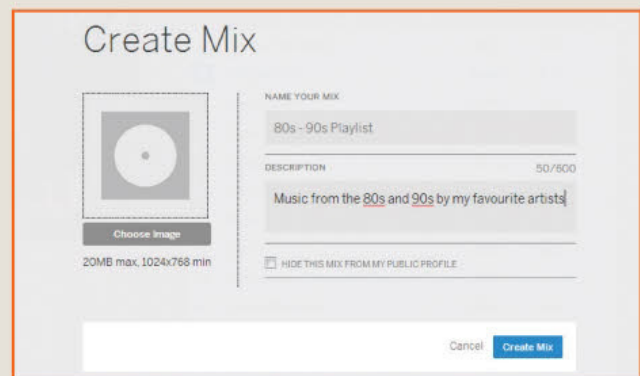 Create Mix
NAME YOUR MIX
80s - 90s Playlist
DESCRIPTION 50/600
Music from the 80s and 90s by my favourite artists
Choose Image
20MB max, 1024x768 min
HIDE THIS MIX FROM MY PUBLIC PROFILE
Cancel Create Mix